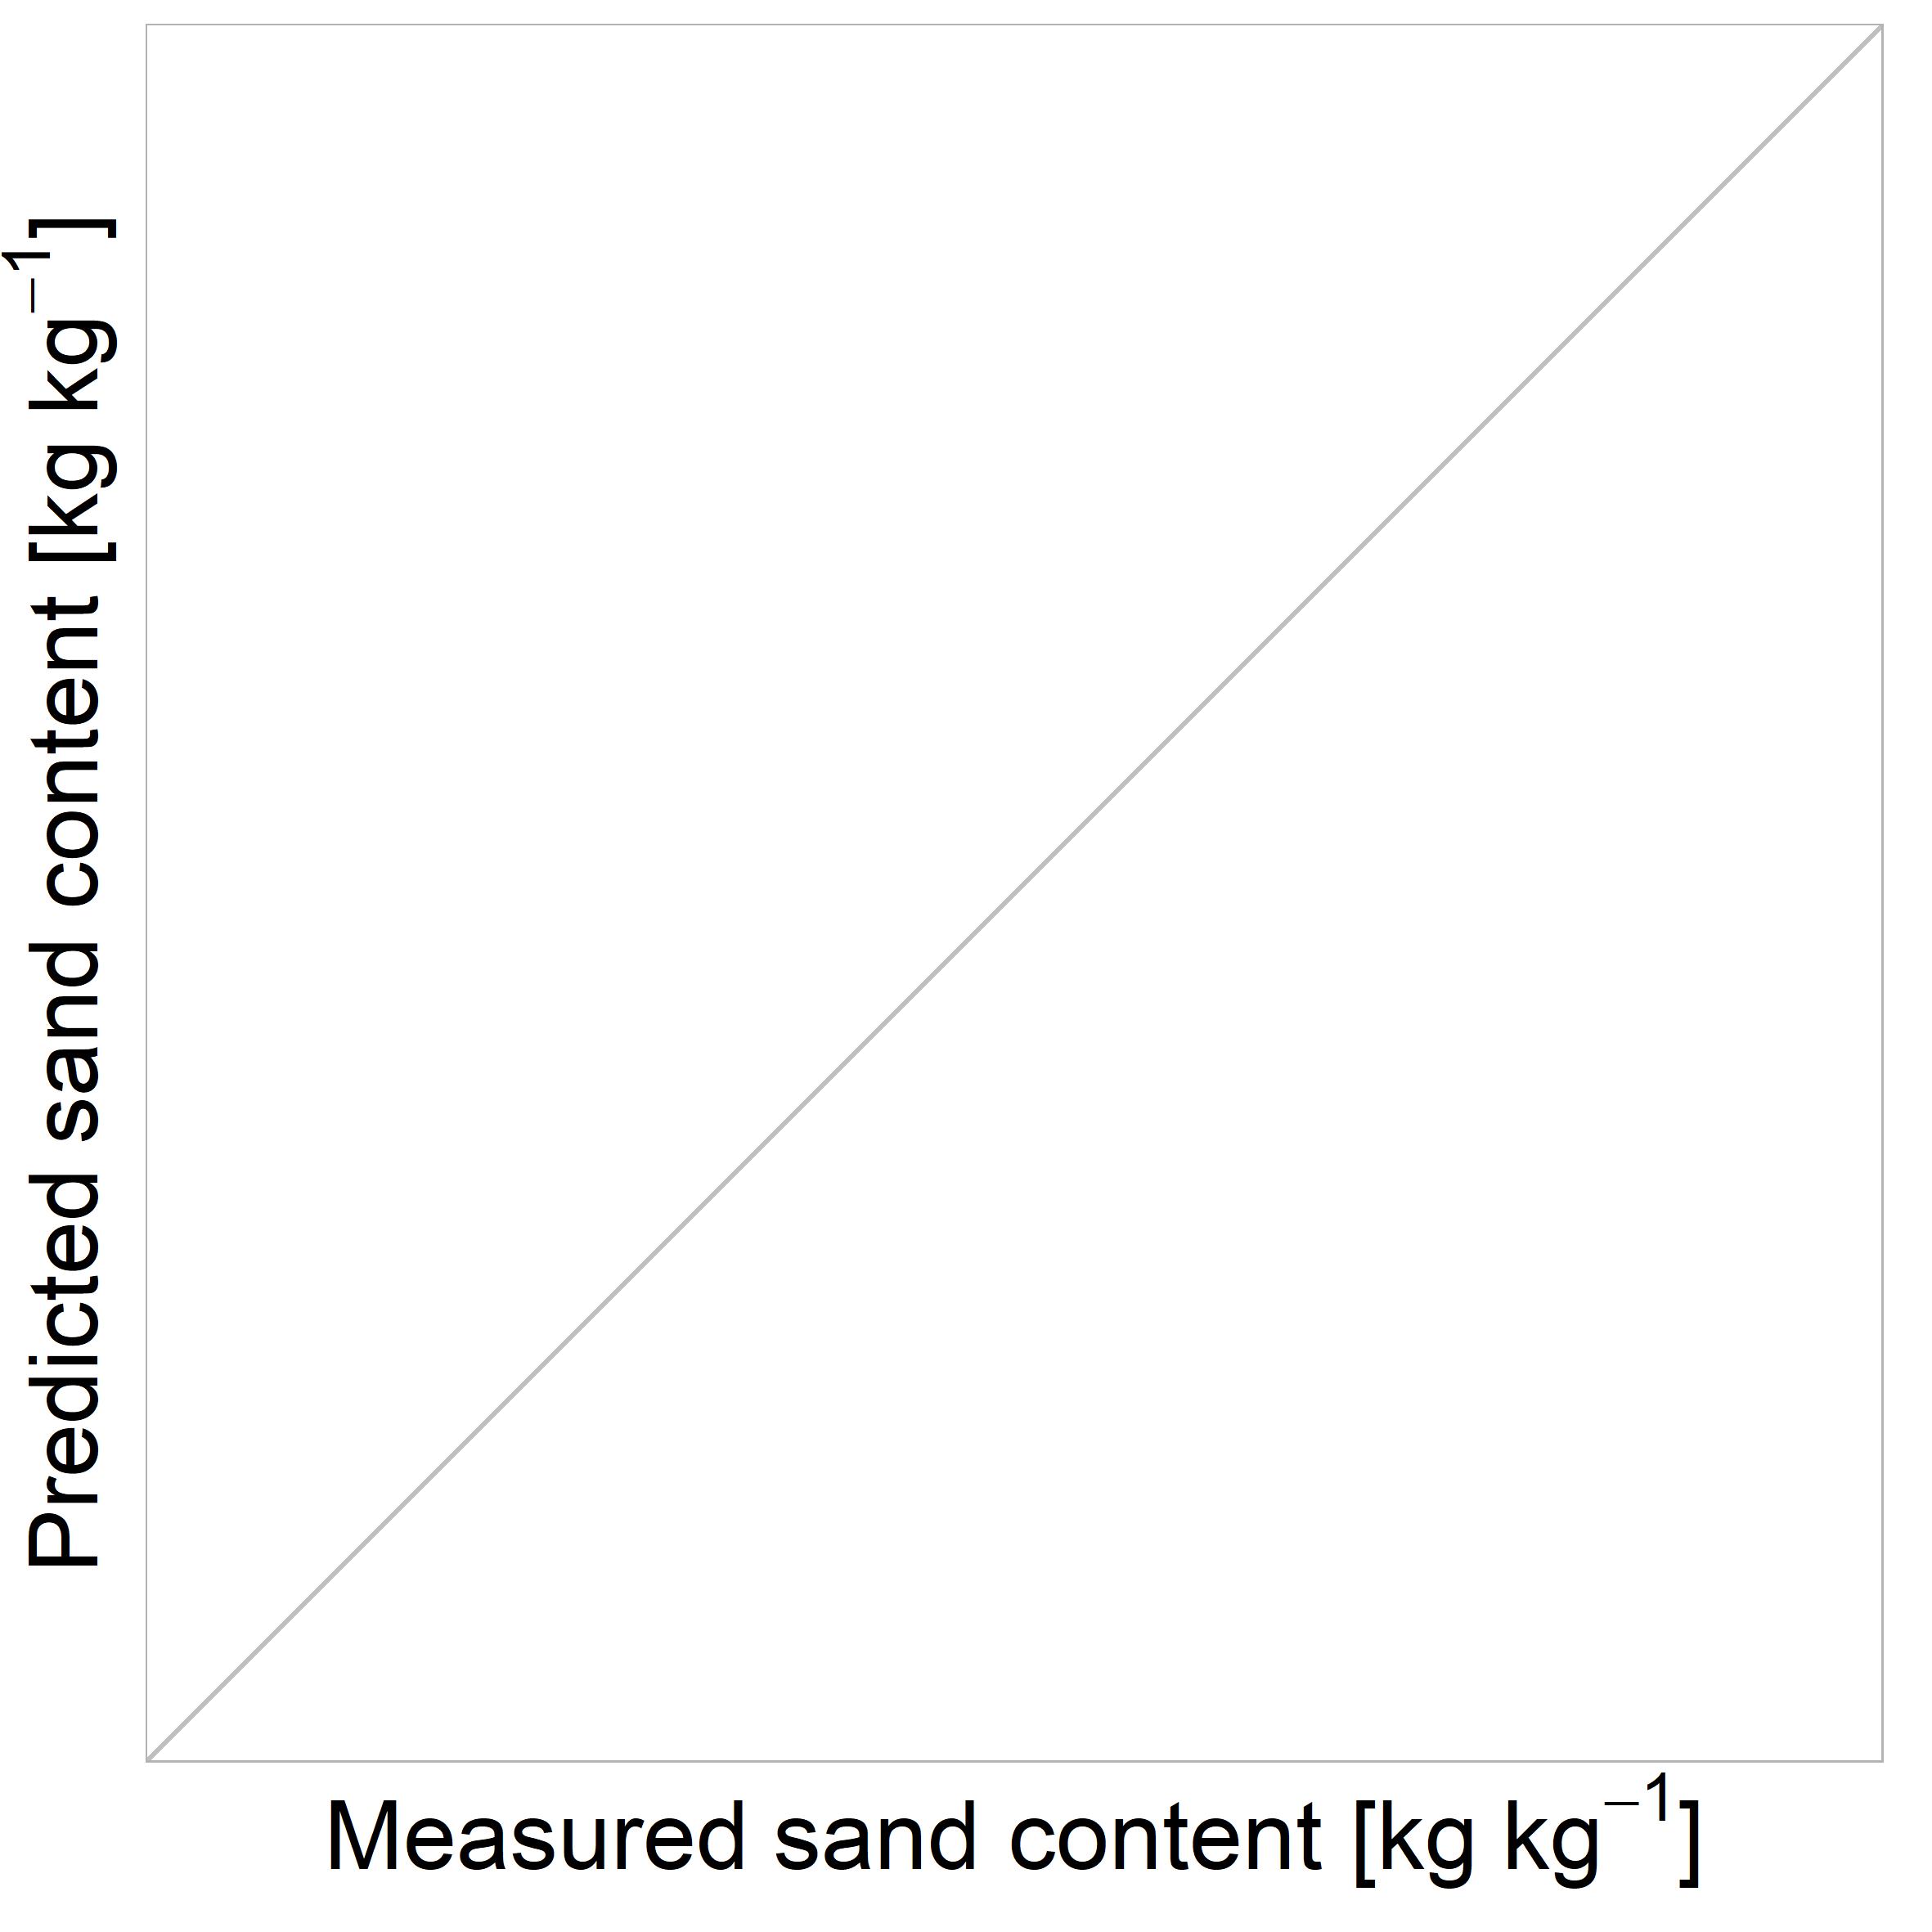 Predicted sand content [kg kg⁻¹]
Measured sand content [kg kg⁻¹]